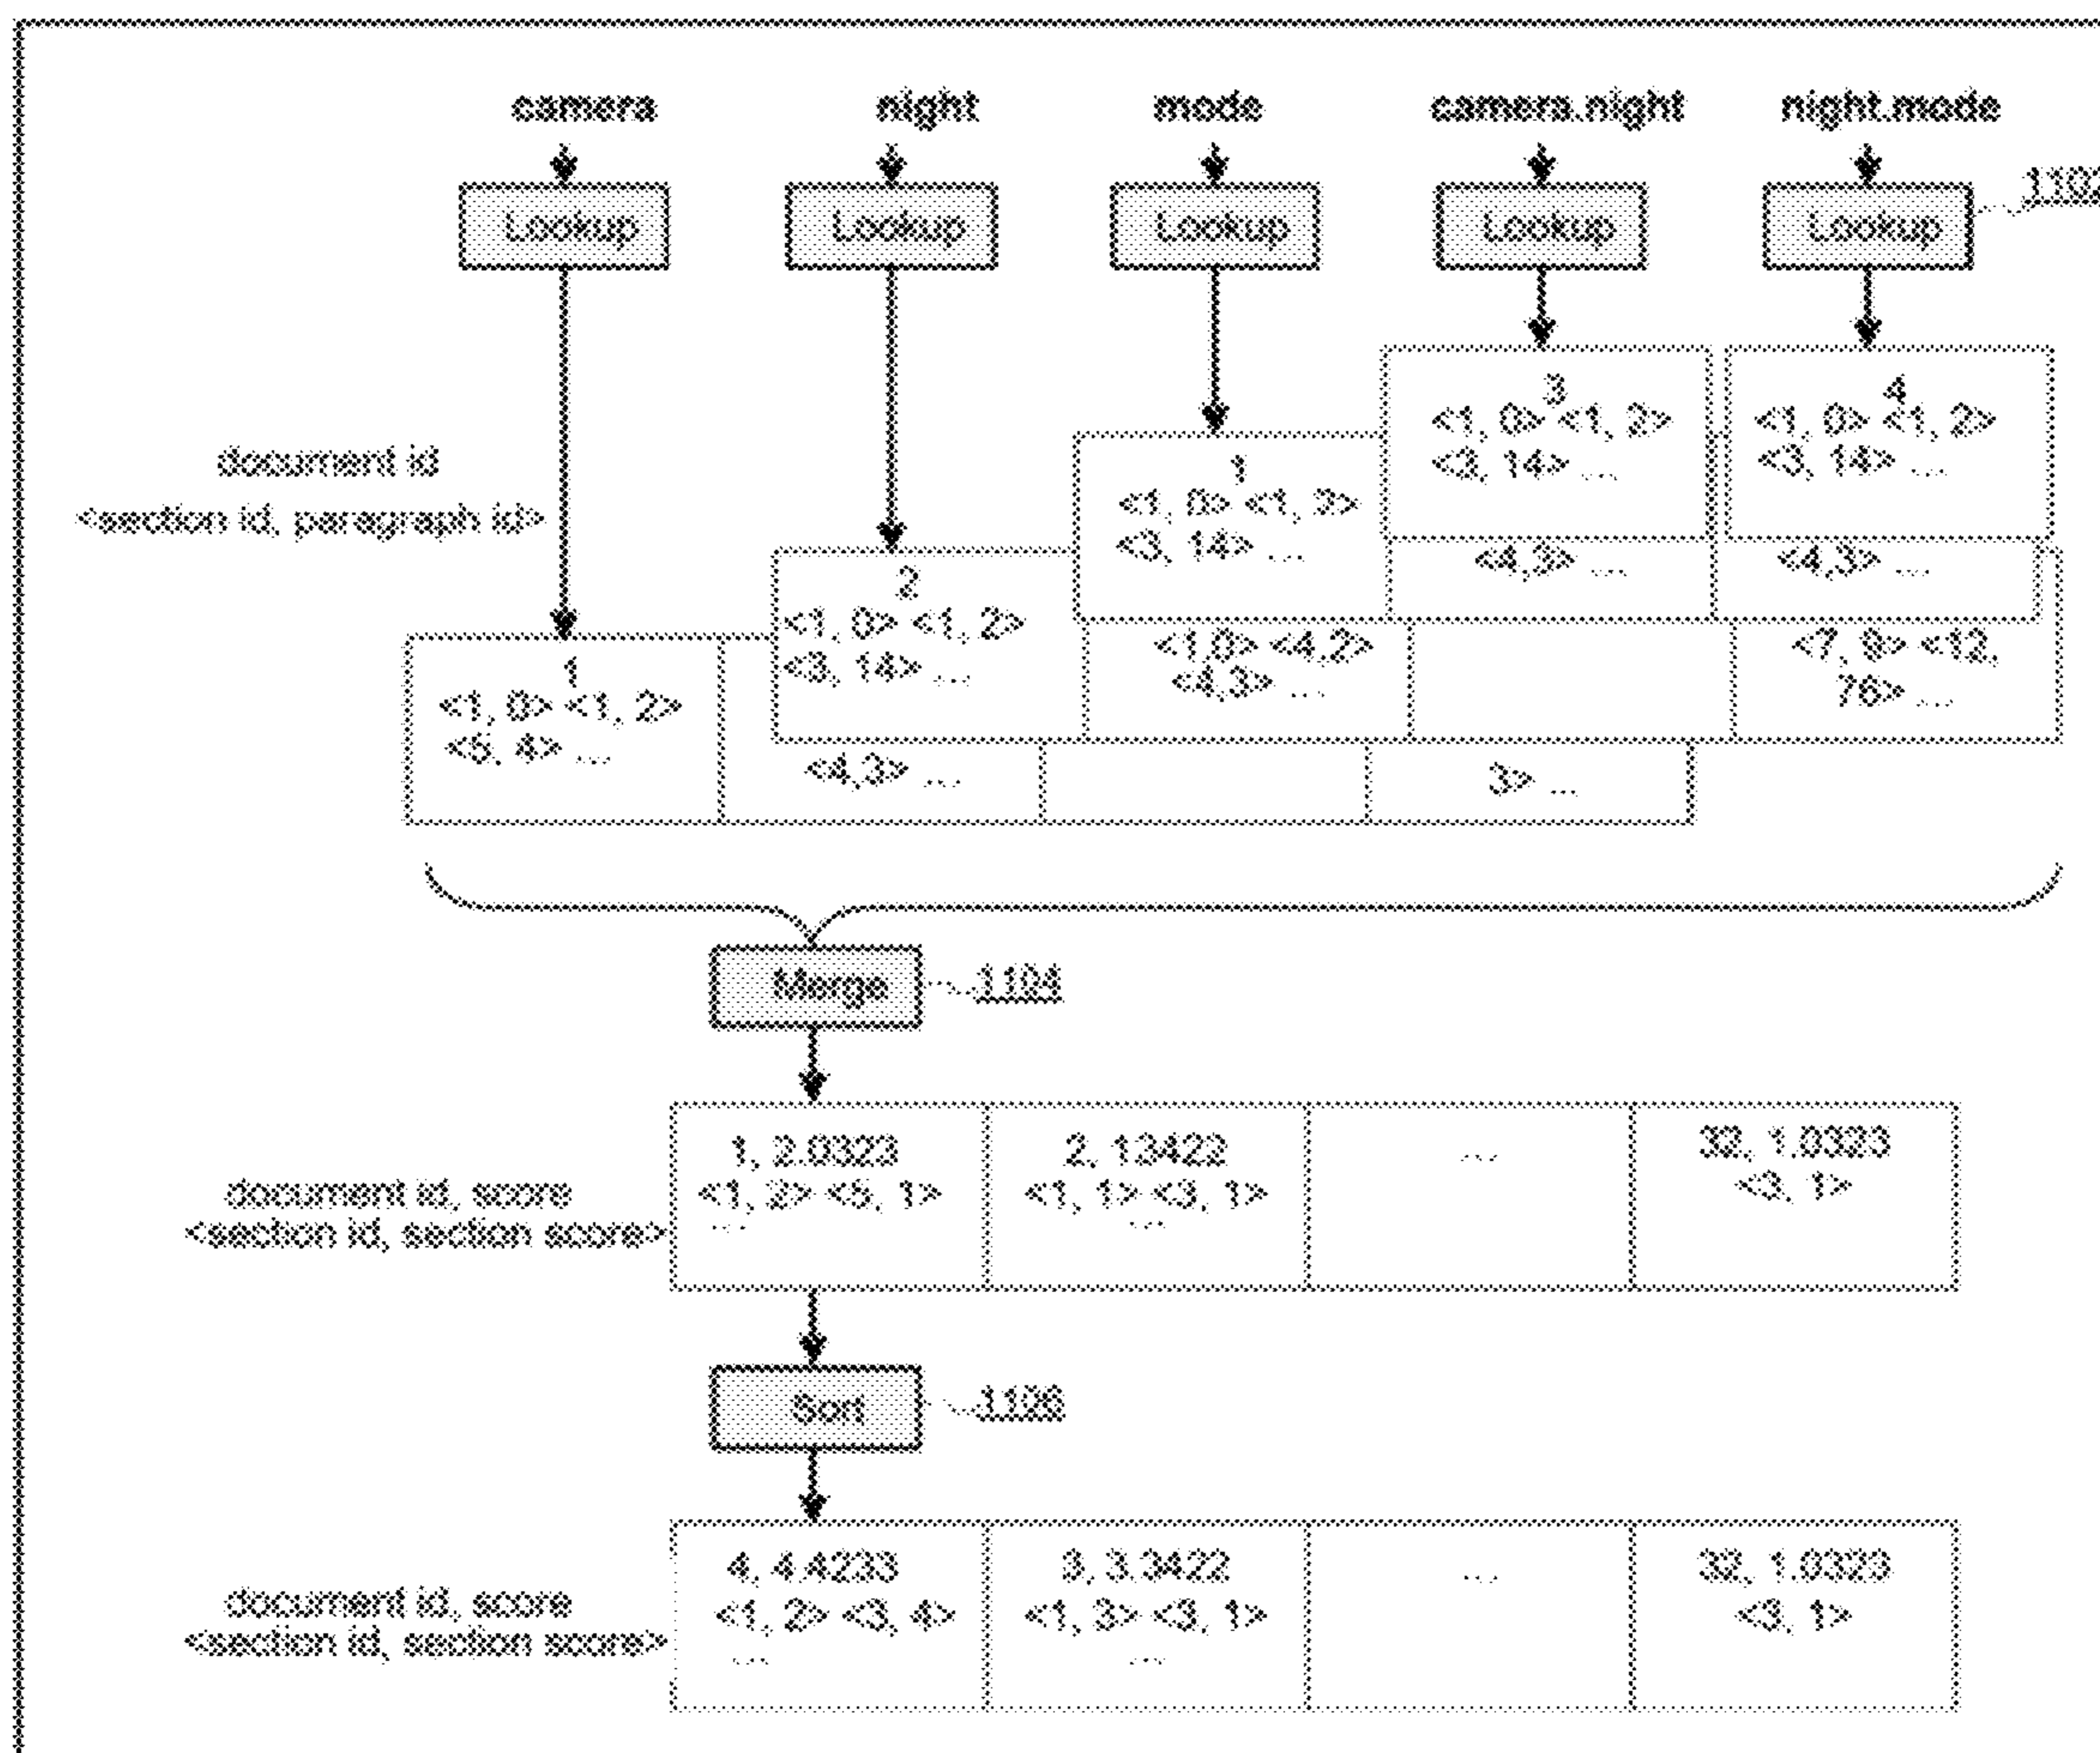 camera night mode camera.night night.mode
Lookup Lookup Lookup Lookup Lookup
3
<1, 0> <1, 2>
<3, 14> ...
4
<1, 0> <1, 2>
<3, 14> ...
document id
<section id, paragraph id>
1
<1, 0> <1, 2>
<3, 14> ...
<4,3> ...
<4,3> ...
2
<1, 0> <1, 2>
<3, 14> ...
<1,0> <4,2>
<4,3> ...
<7, 9> <12,
76> ...
1
<1, 0> <1, 2>
<5, 4> ...
<4,3> ...
3> ...
Merge
1104
document id, score
<section id, section score>
1, 2.0323
<1, 2> <5, 1>
...
2, 13422
<1, 1> <3, 1>
...
...
32, 1.0323
<3, 1>
Sort
1106
document id, score
<section id, section score>
4, 4.4233
<1, 2> <3, 4>
...
3, 3.3422
<1, 3> <3, 1>
...
...
32, 1.0323
<3, 1>